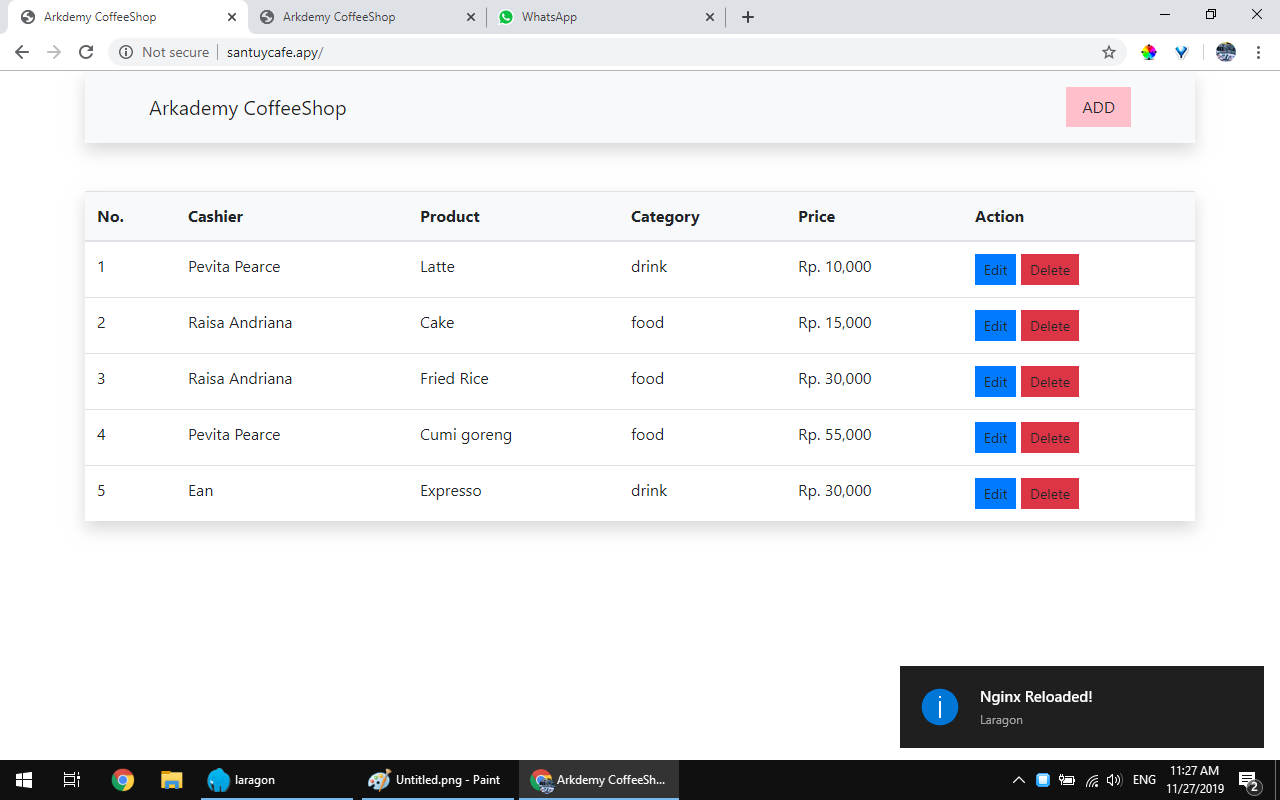 Arkdemy CoffeeShop Arkdemy CoffeeShop WhatsApp
Not secure santuycafe.apy/
Arkademy CoffeeShop ADD
No. Cashier Product Category Price Action
1 Pevita Pearce Latte drink Rp. 10,000 Edit Delete
2 Raisa Andriana Cake food Rp. 15,000 Edit Delete
3 Raisa Andriana Fried Rice food Rp. 30,000 Edit Delete
4 Pevita Pearce Cumi goreng food Rp. 55,000 Edit Delete
5 Ean Expresso drink Rp. 30,000 Edit Delete
Nginx Reloaded!
Laragon
laragon Untitled.png - Paint Arkdemy CoffeeSh... ENG 11:27 AM
11/27/2019 2